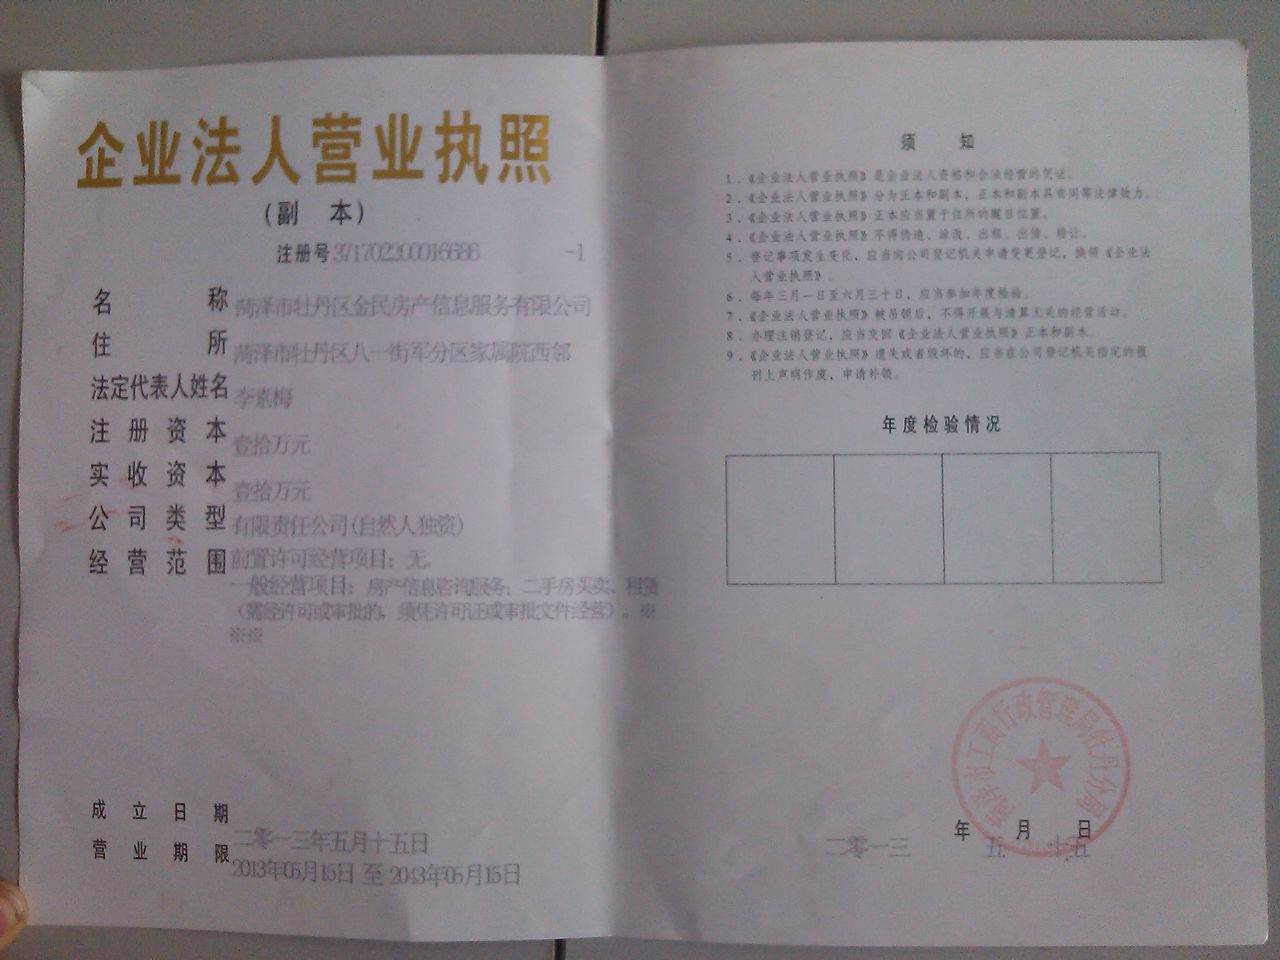 企业法人营业执照
(副 本)
注册号 371702200016686 -1
名 称 菏泽市牡丹区金民房产信息服务有限公司
住 所 菏泽市牡丹区八一街军分区家属院西邻
法定代表人姓名 李素梅
注 册 资 本 壹拾万元
实 收 资 本 壹拾万元
公 司 类 型 有限责任公司(自然人独资)
经 营 范 围 前置许可经营项目：无。
一般经营项目：房产信息咨询服务；二手房买卖、租赁
（需经许可或审批的，须凭许可证或审批文件经营）。※
※※
成 立 日 期 二零一三年五月十五日
营 业 期 限 2013年05月15日 至 2043年05月15日
须 知
1．《企业法人营业执照》是企业法人资格和合法经营的凭证。
2．《企业法人营业执照》分为正本和副本，正本和副本具有同等法律效力。
3．《企业法人营业执照》正本应当置于住所的醒目位置。
4．《企业法人营业执照》不得伪造、涂改、出租、出借、转让。
5．登记事项发生变化，应当向公司登记机关申请变更登记，换领《企业法
人营业执照》。
6．每年三月一日至六月三十日，应当参加年度检验。
7．《企业法人营业执照》被吊销后，不得开展与清算无关的经营活动。
8．办理注销登记，应当交回《企业法人营业执照》正本和副本。
9．《企业法人营业执照》遗失或者毁坏的，应当在公司登记机关指定的报
刊上声明作废，申请补领。
年度检验情况
菏泽市工商行政管理局牡丹分局
年 月 日
二零一三 五 十五